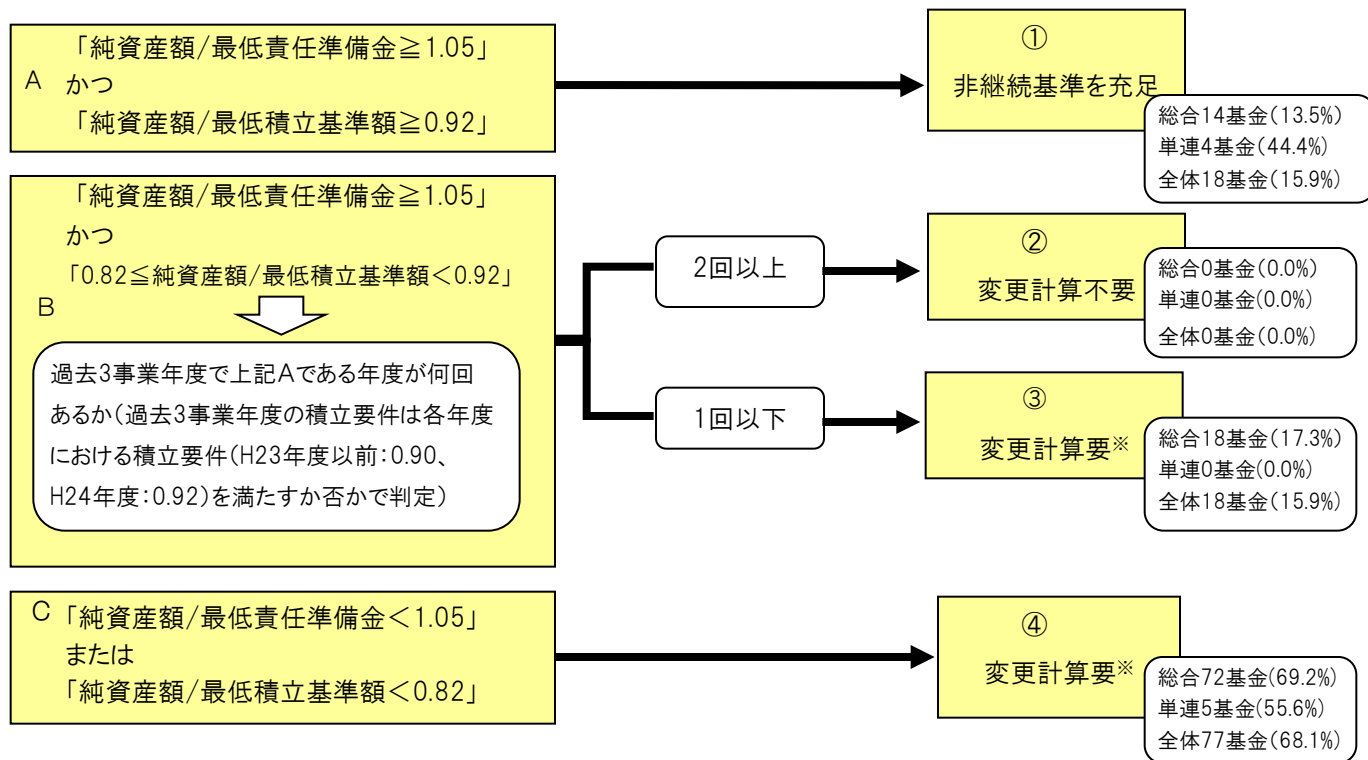 「純資産額/最低責任準備金≧1.05」
A かつ
「純資産額/最低積立基準額≧0.92」
①
非継続基準を充足
総合14基金(13.5%)
単連4基金(44.4%)
全体18基金(15.9%)
「純資産額/最低責任準備金≧1.05」
かつ
「0.82≦純資産額/最低積立基準額<0.92」
B
過去3事業年度で上記Aである年度が何回
あるか(過去3事業年度の積立要件は各年度
における積立要件(H23年度以前:0.90、
H24年度:0.92)を満たすか否かで判定)
2回以上
②
変更計算不要
総合0基金(0.0%)
単連0基金(0.0%)
全体0基金(0.0%)
1回以下
③
変更計算要※
総合18基金(17.3%)
単連0基金(0.0%)
全体18基金(15.9%)
C 「純資産額/最低責任準備金<1.05」
または
「純資産額/最低積立基準額<0.82」
④
変更計算要※
総合72基金(69.2%)
単連5基金(55.6%)
全体77基金(68.1%)